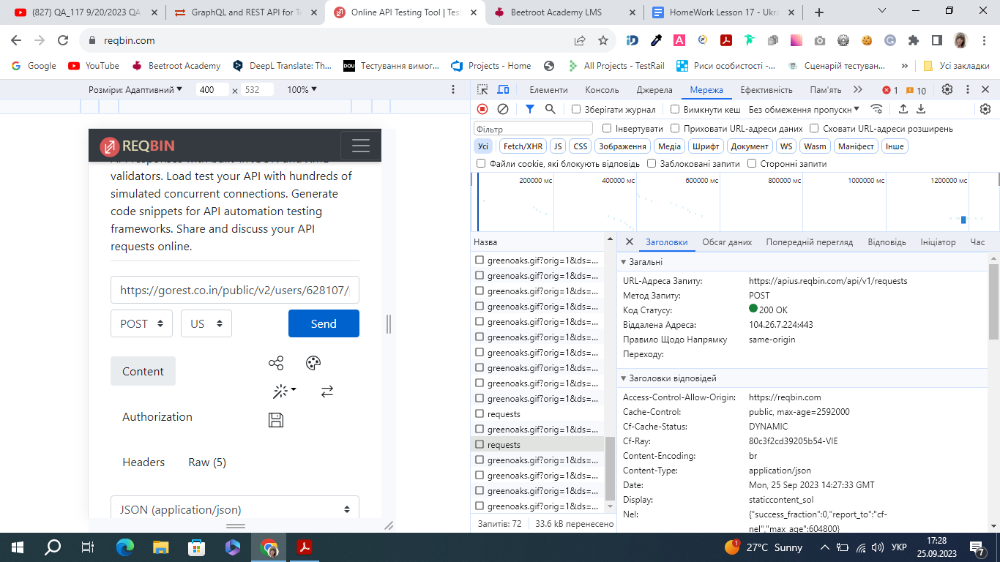 (827) QA_117 9/20/2023 QA
GraphQL and REST API for Te
Online API Testing Tool | Tes
Beetroot Academy LMS
HomeWork Lesson 17 - Ukra
reqbin.com
Google
YouTube
Beetroot Academy
DeepL Translate: Th...
DOU
Тестування вимог...
Projects - Home
All Projects - TestRail
Риси особистості -...
Сценарій тестуван...
»
Усі закладки
Розміри: Адаптивний
400 × 532
100%
Елементи
Консоль
Джерела
Мережа
Ефективність
Пам'ять
1
10
Зберігати журнал
Вимкнути кеш
Без обмеження пропускн
Фільтр
Інвертувати
Приховати URL-адреси даних
Сховати URL-адреси розширень
Усі
Fetch/XHR
JS
CSS
Зображення
Медіа
Шрифт
Документ
WS
Wasm
Маніфест
Інше
Файли cookie, які блокують відповідь
Заблоковані запити
Сторонні запити
200000 мс
400000 мс
600000 мс
800000 мс
1000000 мс
1200000 мс
REQBIN
validators. Load test your API with hundreds of
simulated concurrent connections. Generate
code snippets for API automation testing
frameworks. Share and discuss your API
requests online.
https://gorest.co.in/public/v2/users/628107/
POST
US
Send
Content
Authorization
Headers
Raw (5)
JSON (application/json)
Назва
greenoaks.gif?orig=1&ds=...
greenoaks.gif?orig=1&ds=...
greenoaks.gif?orig=1&ds=...
greenoaks.gif?orig=1&ds=...
greenoaks.gif?orig=1&ds=...
greenoaks.gif?orig=1&ds=...
greenoaks.gif?orig=1&ds=...
greenoaks.gif?orig=1&ds=...
greenoaks.gif?orig=1&ds=...
greenoaks.gif?orig=1&ds=...
requests
greenoaks.gif?orig=1&ds=...
requests
greenoaks.gif?orig=1&ds=...
greenoaks.gif?orig=1&ds=...
greenoaks.gif?orig=1&ds=...
greenoaks.gif?orig=1&ds=...
Запитів: 72
33.6 kB перенесено
Заголовки
Обсяг даних
Попередній перегляд
Відповідь
Ініціатор
Час
Загальні
URL-Адреса Запиту: https://apius.reqbin.com/api/v1/requests
Метод Запиту: POST
Код Статусу: 200 OK
Віддалена Адреса: 104.26.7.224:443
Правило Щодо Напрямку same-origin
Переходу:
Заголовки відповідей
Access-Control-Allow-Origin: https://reqbin.com
Cache-Control: public, max-age=2592000
Cf-Cache-Status: DYNAMIC
Cf-Ray: 80c3f2cd39205b54-VIE
Content-Encoding: br
Content-Type: application/json
Date: Mon, 25 Sep 2023 14:27:33 GMT
Display: staticcontent_sol
Nel: {"success_fraction":0,"report_to":"cf-
nel","max_age":604800}
1
27°C Sunny
УКР
17:28
25.09.2023
7